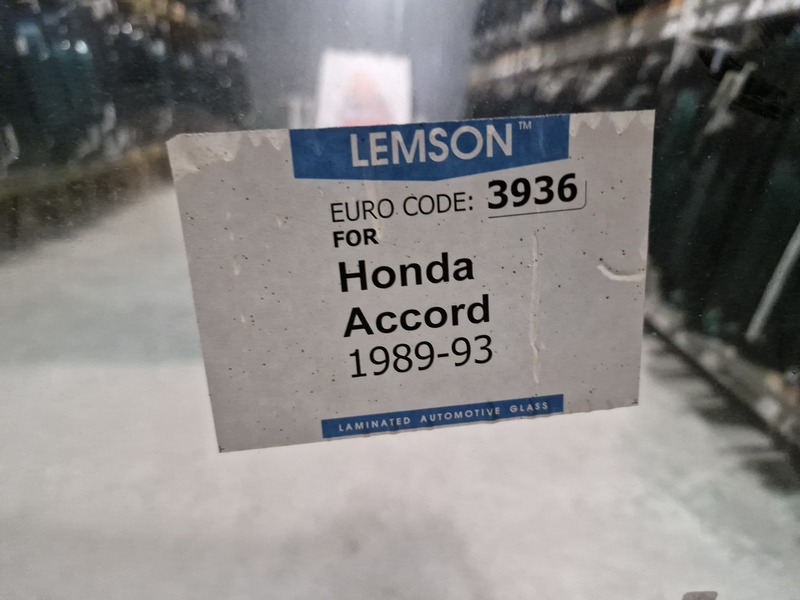 LEMSON™
EURO CODE: 3936
FOR
Honda
Accord
1989-93
LAMINATED AUTOMOTIVE GLASS